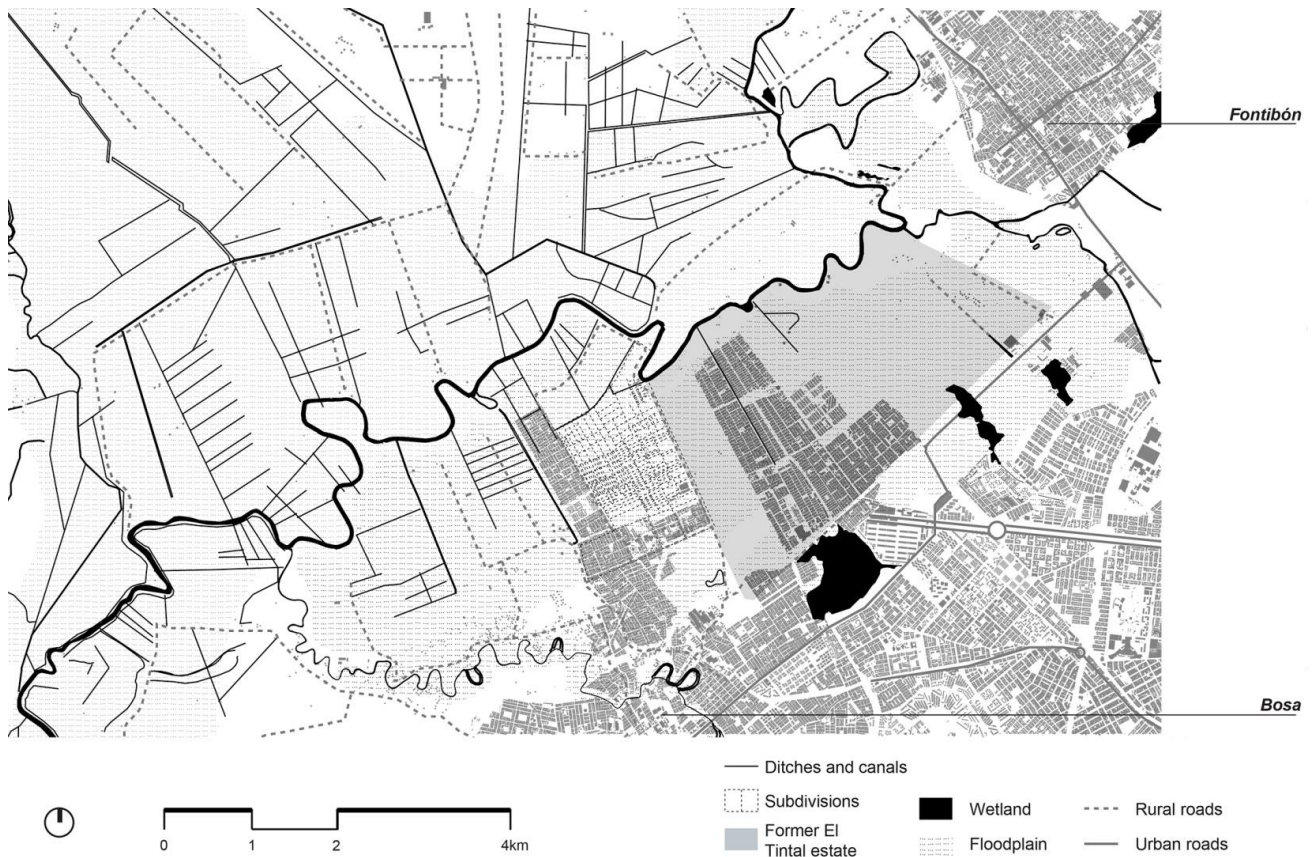 Fontibón
Bosa
Ditches and canals
Subdivisions
Former El
Tintal estate
Wetland
Floodplain
Rural roads
Urban roads
0 1 2 4km